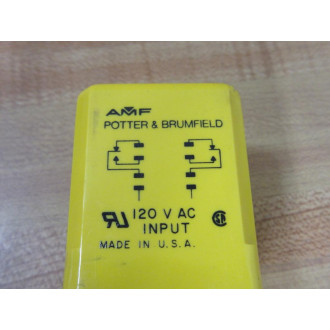 AMF
POTTER & BRUMFIELD
120 V AC
INPUT
MADE IN U.S.A.